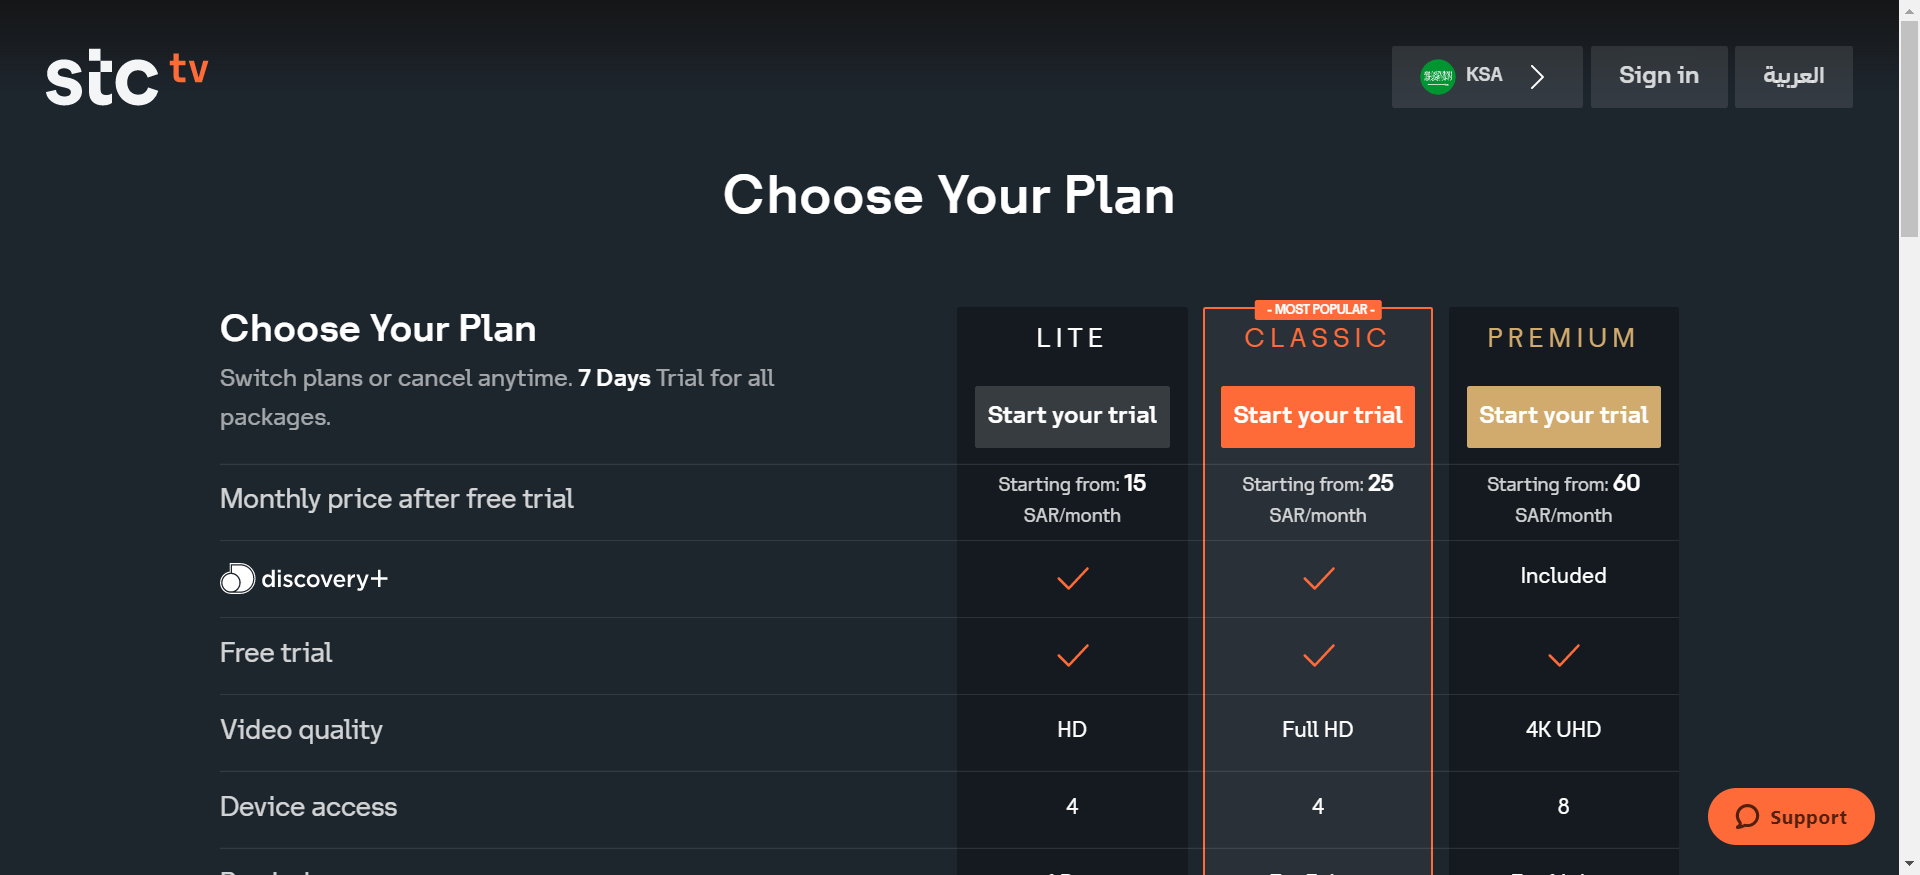 stc tv
KSA
Sign in
العربية
Choose Your Plan
Choose Your Plan
Switch plans or cancel anytime. 7 Days Trial for all
packages.
LITE
Start your trial
- MOST POPULAR -
CLASSIC
Start your trial
PREMIUM
Start your trial
Monthly price after free trial
Starting from: 15
SAR/month
Starting from: 25
SAR/month
Starting from: 60
SAR/month
discovery+
Included
Free trial
Video quality
HD
Full HD
4K UHD
Device access
4
4
8
Support